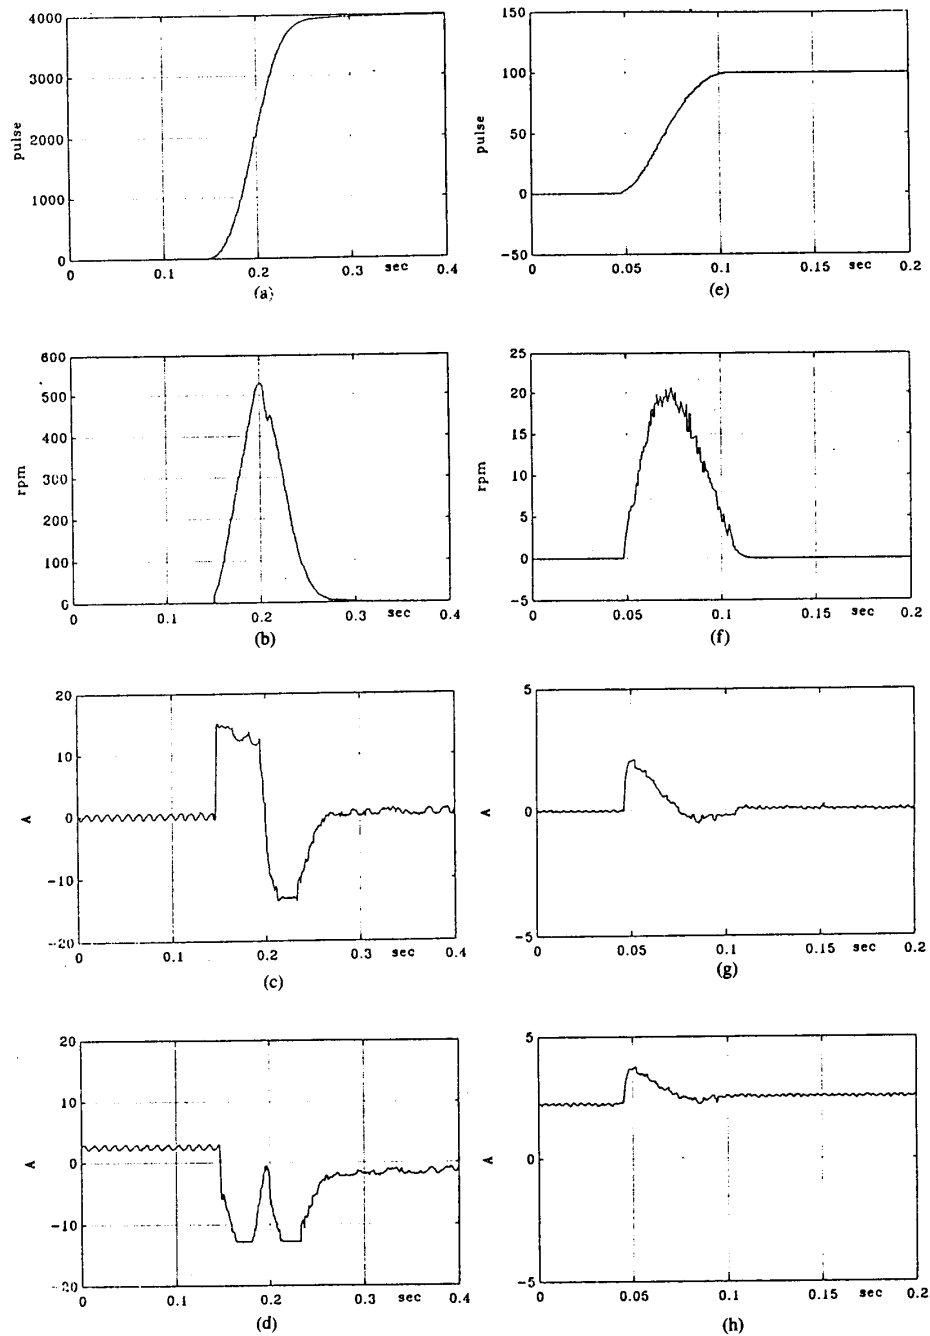 4000
3000
2000
1000
0
pulse
0 0.1 0.2 0.3 sec 0.4
(a)
150
100
50
0
-50
pulse
0 0.05 0.1 0.15 sec 0.2
(e)
600
500
400
300
200
100
0
rpm
0 0.1 0.2 0.3 sec 0.4
(b)
25
20
15
10
5
0
-5
rpm
0 0.05 0.1 0.15 sec 0.2
(f)
20
10
0
-10
-20
A
0 0.1 0.2 0.3 sec 0.4
(c)
5
0
-5
A
0 0.05 0.1 0.15 sec 0.2
(g)
20
10
0
-10
-20
A
0 0.1 0.2 0.3 sec 0.4
(d)
5
0
-5
A
0 0.05 0.1 0.15 sec 0.2
(h)